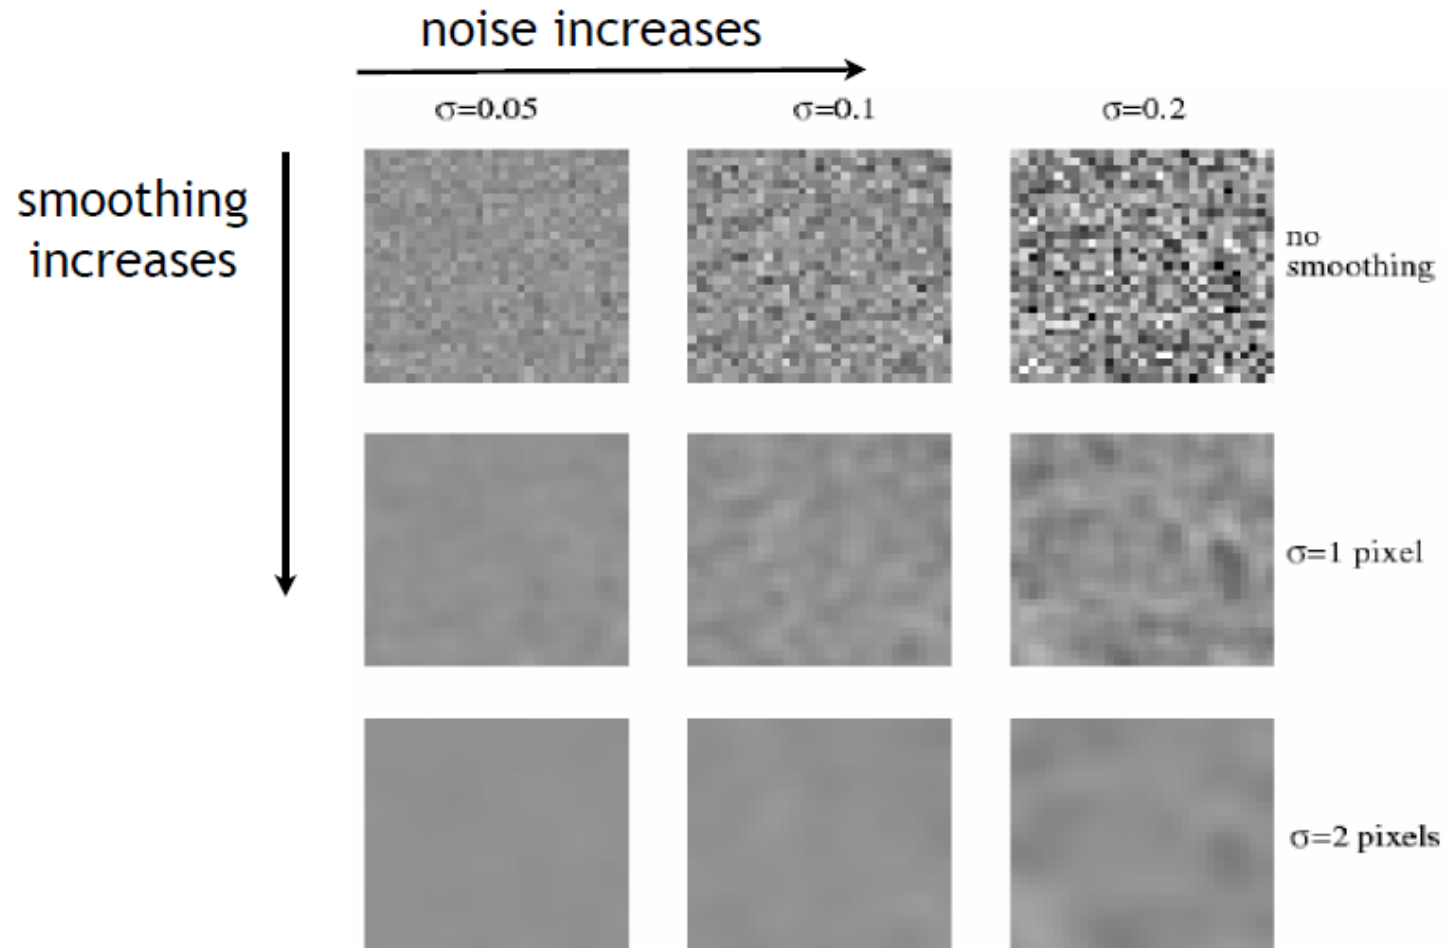 noise increases
σ=0.05
σ=0.1
σ=0.2
smoothing
increases
no
smoothing
σ=1 pixel
σ=2 pixels